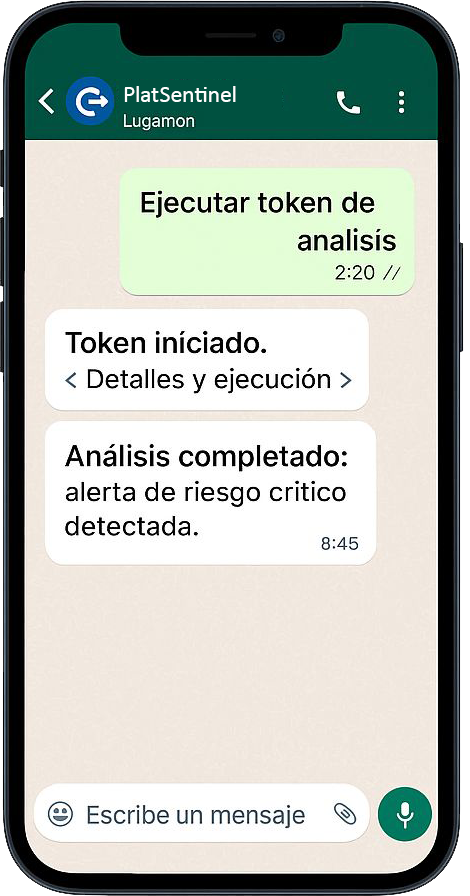 PlatSentinel
Lugamon
Ejecutar token de
analisís
2:20 //
Token iníciado.
< Detalles y ejecución >
Análisis completado:
alerta de riesgo critico
detectada.
8:45
Escribe un mensaje